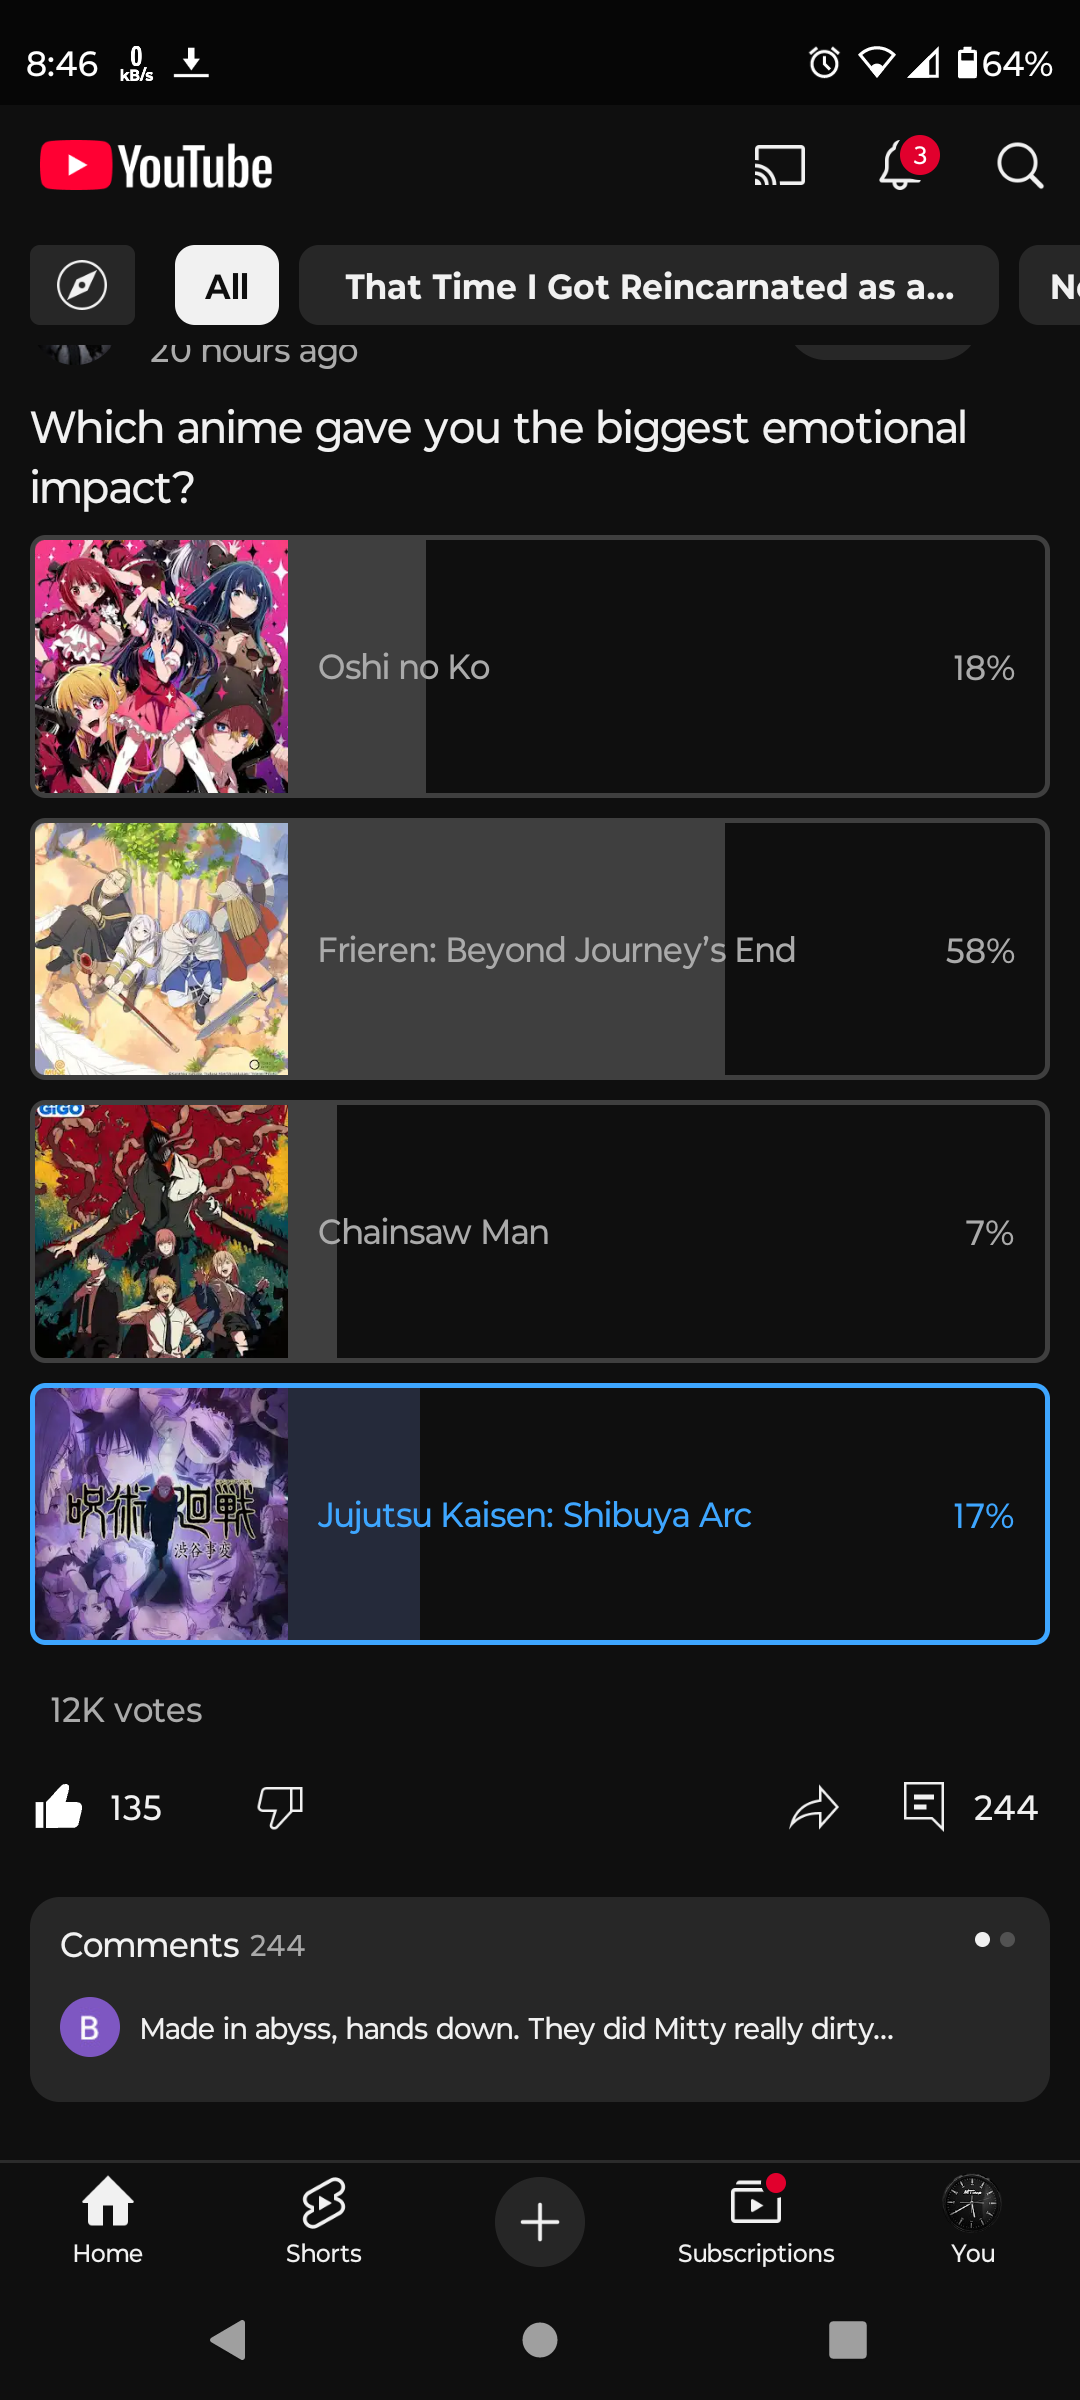 8:46 0 kB/s 64%
YouTube 3
All That Time I Got Reincarnated as a...
20 hours ago
Which anime gave you the biggest emotional
impact?
Oshi no Ko 18%
Frieren: Beyond Journey’s End 58%
GiGO
Chainsaw Man 7%
呪術廻戦
渋谷事変
Jujutsu Kaisen: Shibuya Arc 17%
12K votes
135 244
Comments 244
B Made in abyss, hands down. They did Mitty really dirty...
Home Shorts Subscriptions You